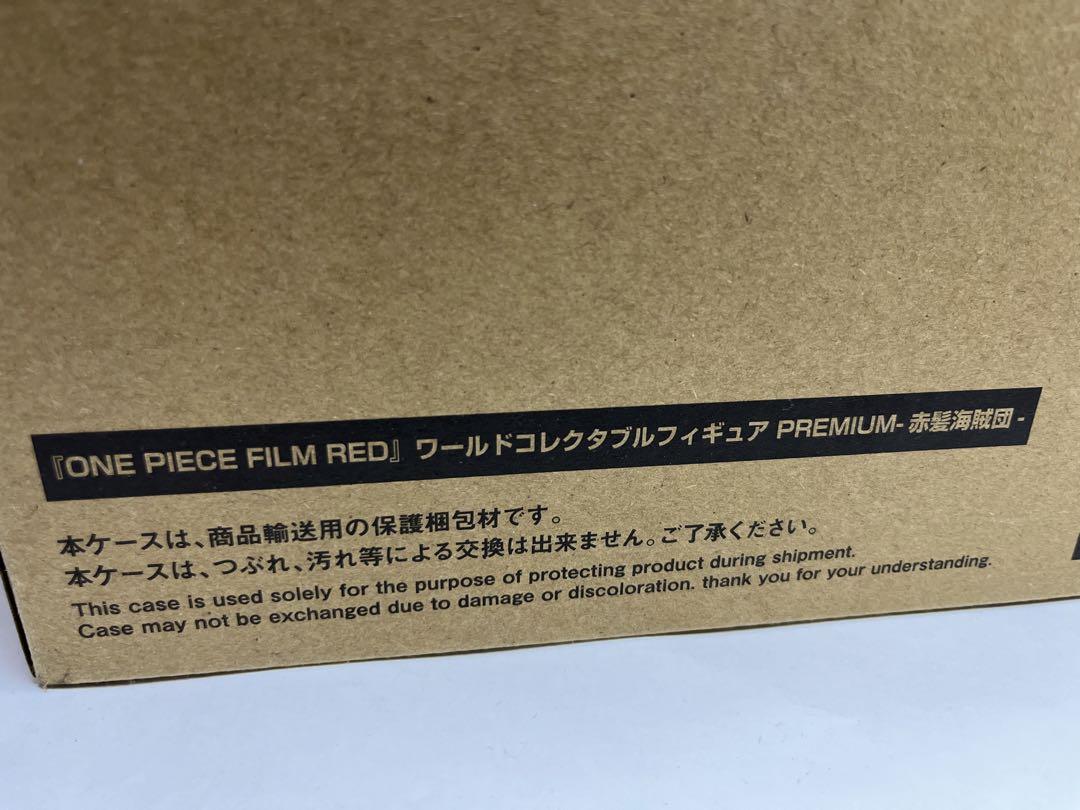 『ONE PIECE FILM RED』 ワールドコレクタブルフィギュア PREMIUM-赤髪海賊団-
本ケースは、商品輸送用の保護梱包材です。
本ケースは、つぶれ、汚れ等による交換は出来ません。ご了承ください。
This case is used solely for the purpose of protecting product during shipment.
Case may not be exchanged due to damage or discoloration. thank you for your understanding.